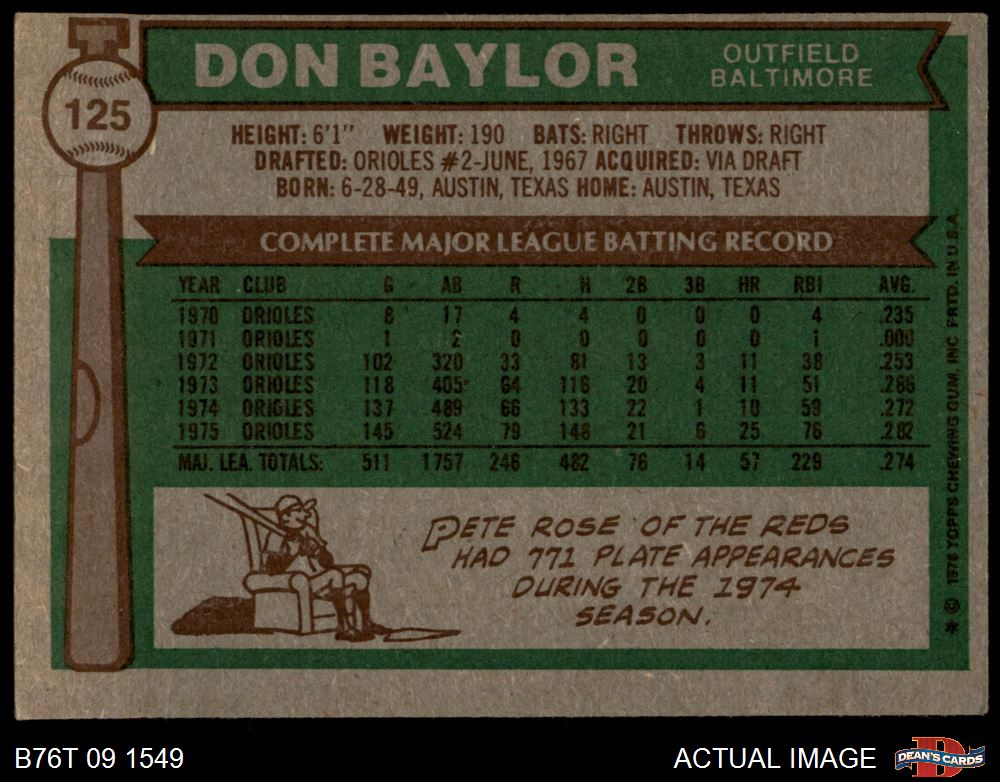 125
DON BAYLOR
OUTFIELD
BALTIMORE
HEIGHT: 6'1" WEIGHT: 190 BATS: RIGHT THROWS: RIGHT
DRAFTED: ORIOLES #2-JUNE, 1967 ACQUIRED: VIA DRAFT
BORN: 6-28-49, AUSTIN, TEXAS HOME: AUSTIN, TEXAS
COMPLETE MAJOR LEAGUE BATTING RECORD
YEAR CLUB G AB R H 2B 3B HR RBI AVG.
1970 ORIOLES 8 17 4 4 0 0 0 4 .235
1971 ORIOLES 1 2 0 0 0 0 0 1 .000
1972 ORIOLES 102 320 33 81 13 3 11 38 .253
1973 ORIOLES 118 405 64 116 20 4 11 51 .286
1974 ORIOLES 137 489 66 133 22 1 10 59 .272
1975 ORIOLES 145 524 79 148 21 6 25 76 .282
MAJ. LEA. TOTALS: 511 1757 246 482 76 14 57 229 .274
PETE ROSE OF THE REDS
HAD 771 PLATE APPEARANCES
DURING THE 1974
SEASON.
* © 1976 TOPPS CHEWING GUM, INC PRTD. IN U.S.A.
B76T 09 1549
ACTUAL IMAGE
D
DEAN'S CARDS